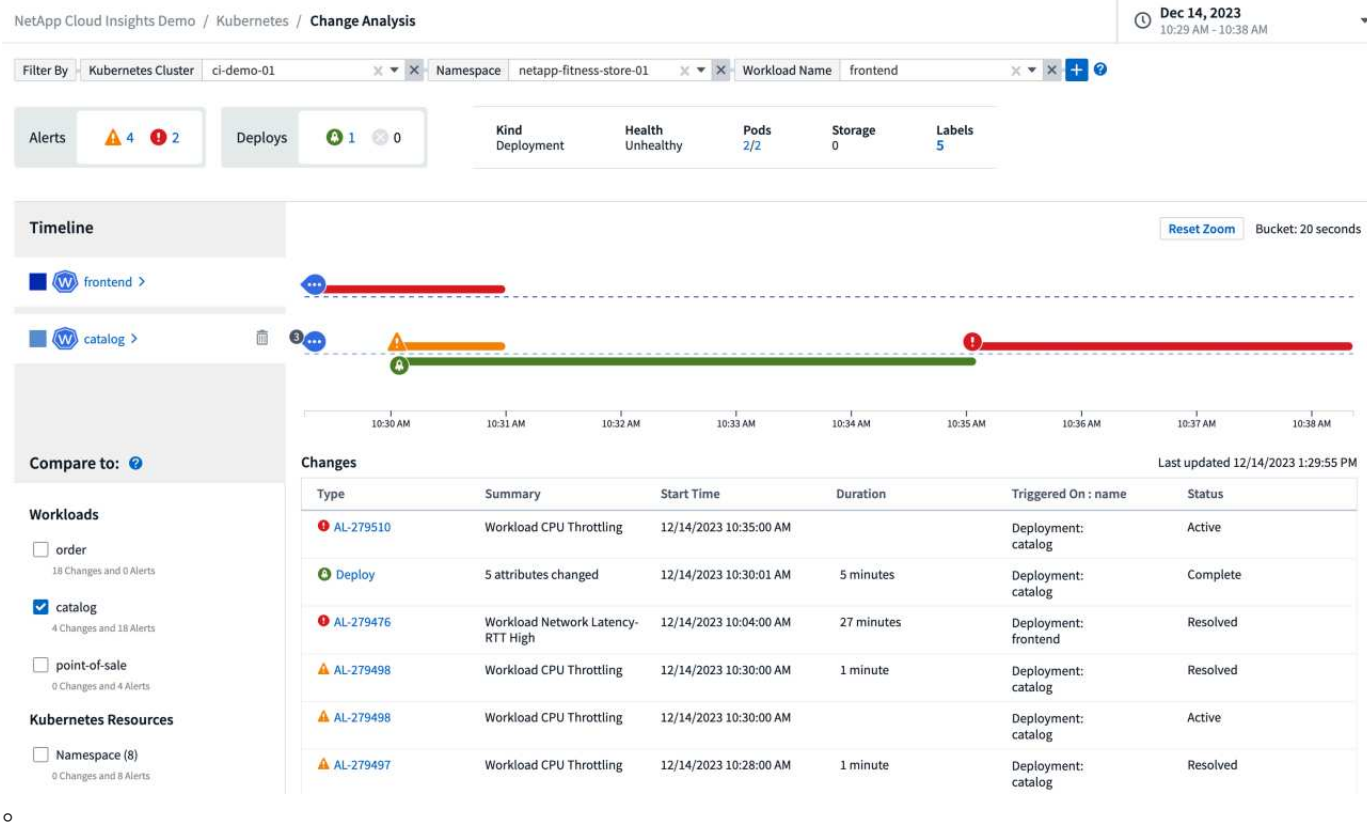 NetApp Cloud Insights Demo / Kubernetes / Change Analysis
Dec 14, 2023
10:29 AM - 10:38 AM
Filter By Kubernetes Cluster ci-demo-01 Namespace netapp-fitness-store-01 Workload Name frontend
Alerts 4 2 Deploys 1 0
Kind Health Pods Storage Labels
Deployment Unhealthy 2/2 0 5
Timeline
Reset Zoom Bucket: 20 seconds
W frontend >
W catalog > 3
10:30 AM 10:31 AM 10:32 AM 10:33 AM 10:34 AM 10:35 AM 10:36 AM 10:37 AM 10:38 AM
Compare to:
Workloads
order
18 Changes and 0 Alerts
catalog
4 Changes and 18 Alerts
point-of-sale
0 Changes and 4 Alerts
Kubernetes Resources
Namespace (8)
0 Changes and 8 Alerts
Changes Last updated 12/14/2023 1:29:55 PM
Type Summary Start Time Duration Triggered On : name Status
AL-279510 Workload CPU Throttling 12/14/2023 10:35:00 AM Deployment: Active
catalog
Deploy 5 attributes changed 12/14/2023 10:30:01 AM 5 minutes Deployment: Complete
catalog
AL-279476 Workload Network Latency- 12/14/2023 10:04:00 AM 27 minutes Deployment: Resolved
RTT High frontend
AL-279498 Workload CPU Throttling 12/14/2023 10:30:00 AM 1 minute Deployment: Resolved
catalog
AL-279498 Workload CPU Throttling 12/14/2023 10:30:00 AM Deployment: Active
catalog
AL-279497 Workload CPU Throttling 12/14/2023 10:28:00 AM 1 minute Deployment: Resolved
catalog